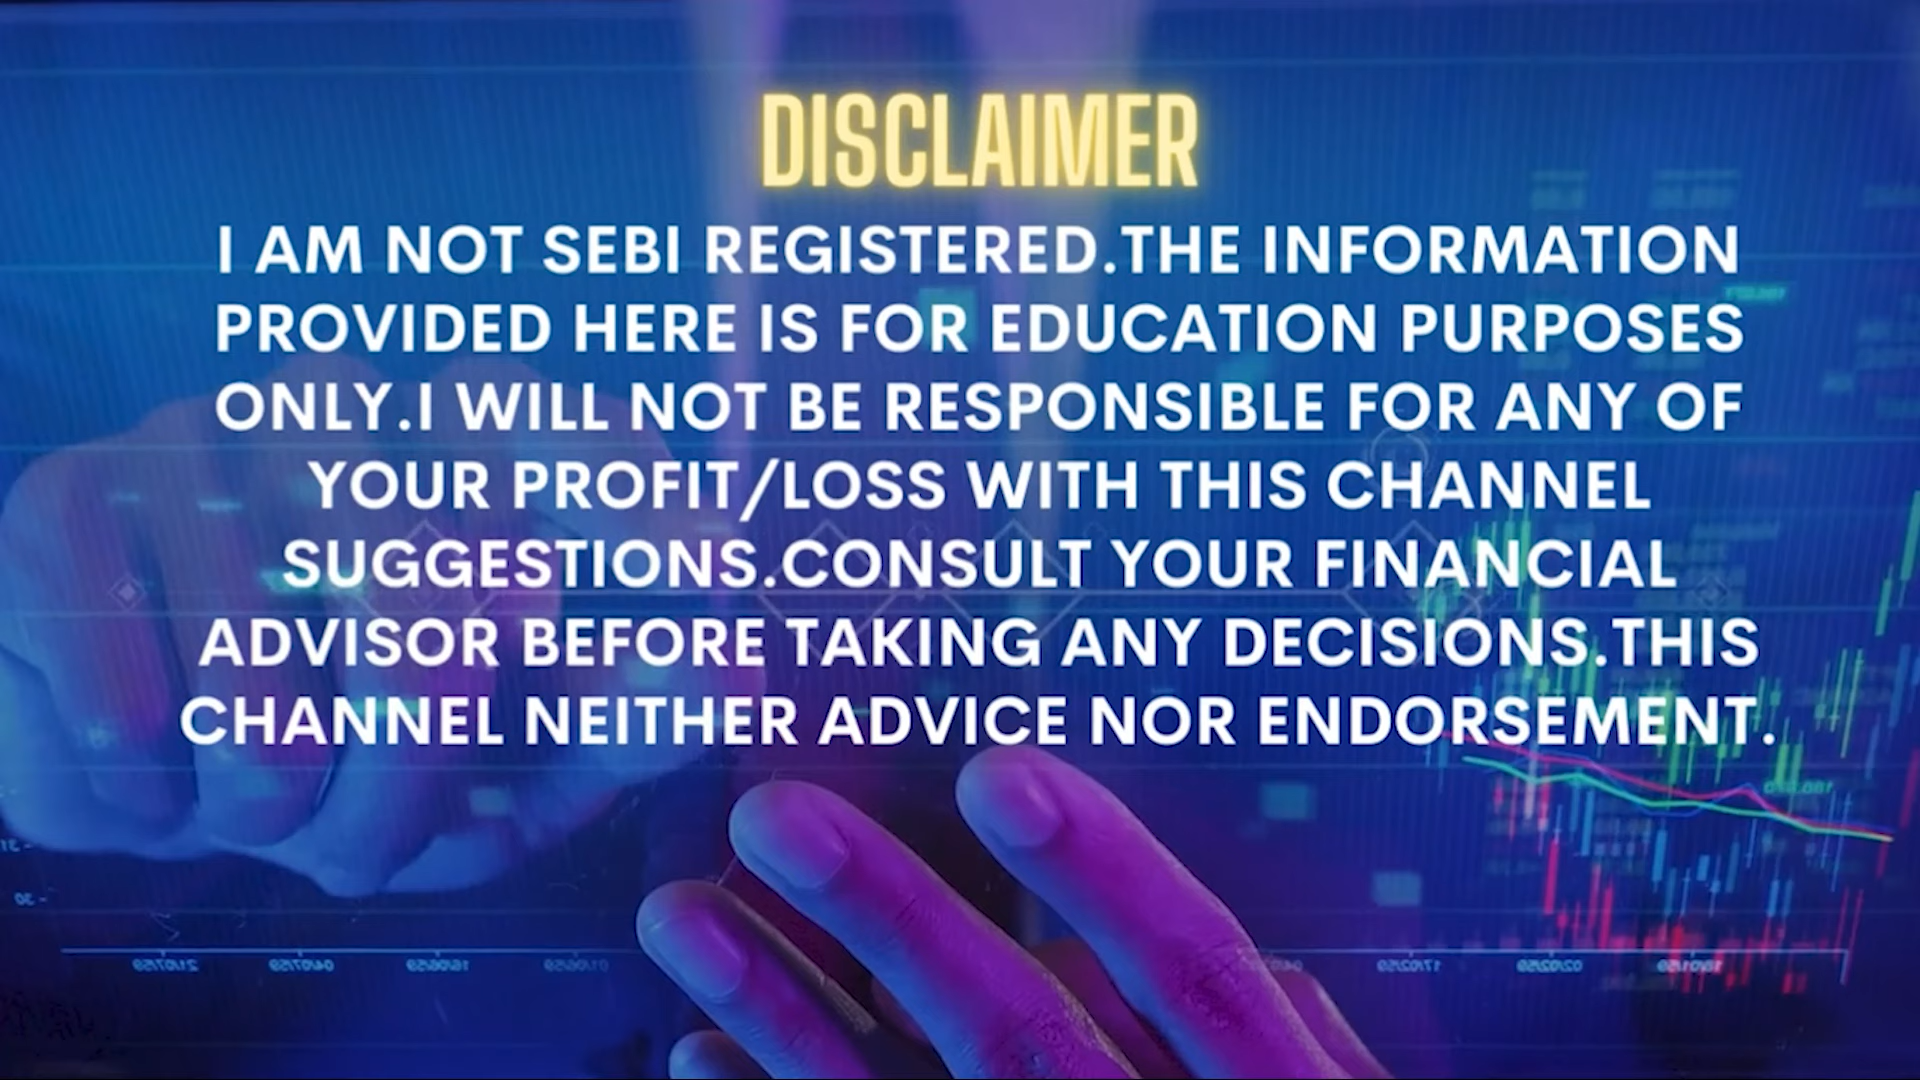 DISCLAIMER
I AM NOT SEBI REGISTERED.THE INFORMATION
PROVIDED HERE IS FOR EDUCATION PURPOSES
ONLY.I WILL NOT BE RESPONSIBLE FOR ANY OF
YOUR PROFIT/LOSS WITH THIS CHANNEL
SUGGESTIONS.CONSULT YOUR FINANCIAL
ADVISOR BEFORE TAKING ANY DECISIONS.THIS
CHANNEL NEITHER ADVICE NOR ENDORSEMENT.